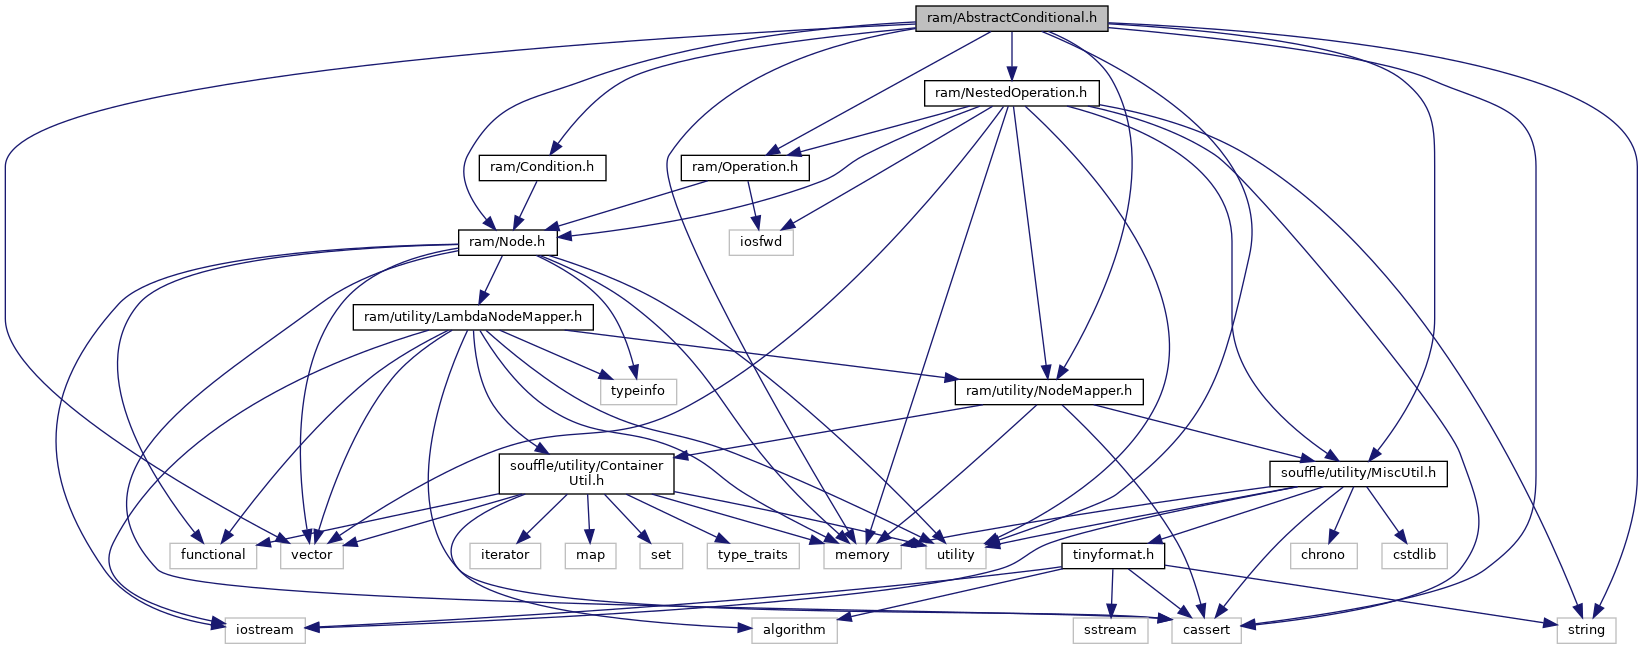 ram/AbstractConditional.h
ram/NestedOperation.h
ram/Condition.h
ram/Operation.h
ram/Node.h
iosfwd
ram/utility/LambdaNodeMapper.h
typeinfo
ram/utility/NodeMapper.h
souffle/utility/Container
Util.h
souffle/utility/MiscUtil.h
functional
vector
iterator
map
set
type_traits
memory
utility
tinyformat.h
chrono
cstdlib
iostream
algorithm
sstream
cassert
string